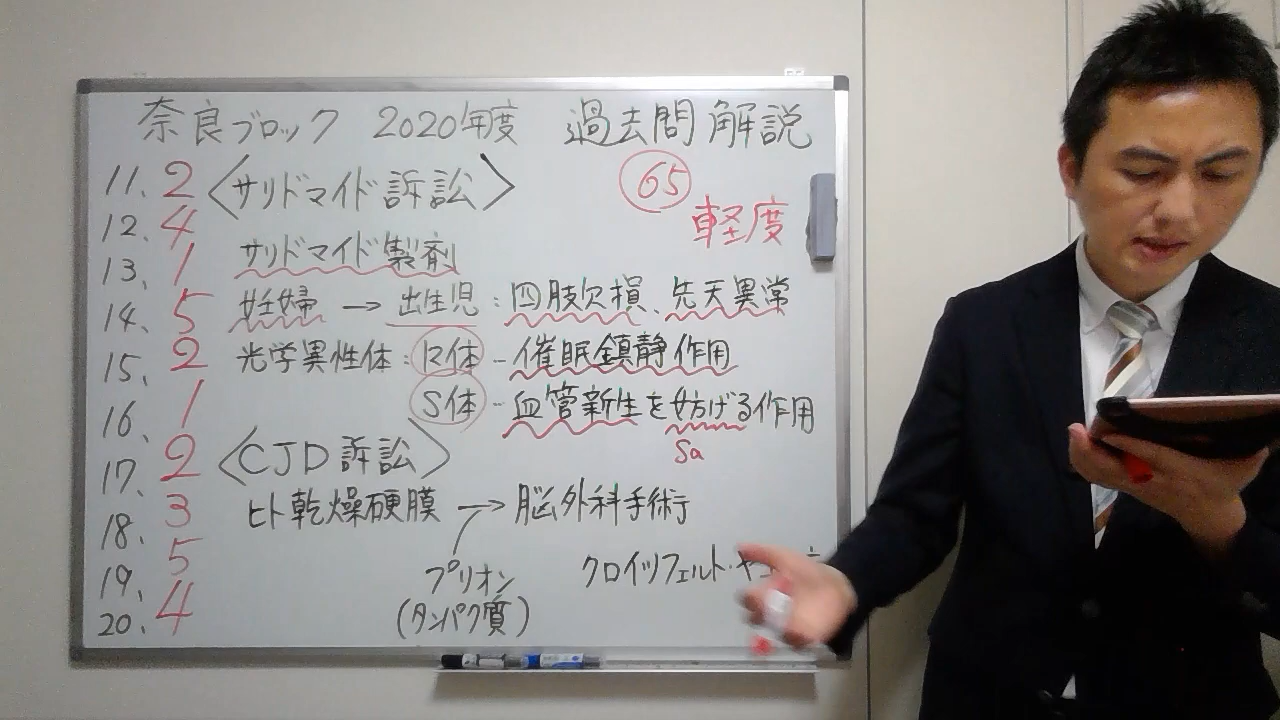 奈良ブロック 2020年度 過去問解説
11. 2 〈サリドマイド訴訟〉 65
12. 4 軽度
13. 1 サリドマイド製剤
14. 5 妊婦 → 出生児:四肢欠損、先天異常
15. 2 光学異性体:R体-催眠鎮静作用
16. 1 S体-血管新生を妨げる作用
Sa
17. 2 〈CJD訴訟〉
18. 3 ヒト乾燥硬膜 → 脳外科手術
19. 5 プリオン クロイツフェルト・
20. 4 (タンパク質)